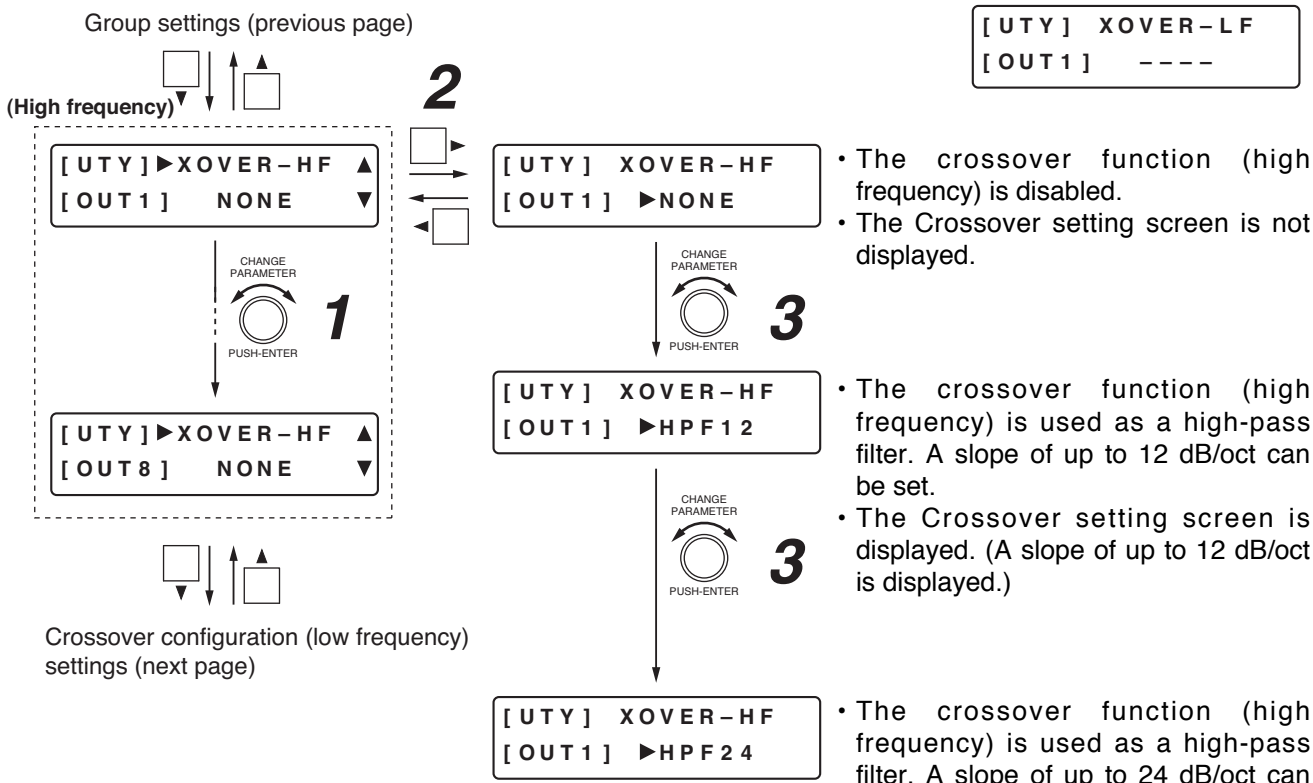 Group settings (previous page)
[UTY] XOVER–LF
[OUT1] ––––
(High frequency)
2
[UTY]▶XOVER–HF ▲
[OUT1] NONE ▼
CHANGE
PARAMETER
PUSH-ENTER
1
[UTY]▶XOVER–HF ▲
[OUT8] NONE ▼
Crossover configuration (low frequency)
settings (next page)
[UTY] XOVER–HF
[OUT1] ▶NONE
• The crossover function (high
frequency) is disabled.
• The Crossover setting screen is not
displayed.
CHANGE
PARAMETER
PUSH-ENTER
3
[UTY] XOVER–HF
[OUT1] ▶HPF12
• The crossover function (high
frequency) is used as a high-pass
filter. A slope of up to 12 dB/oct can
be set.
• The Crossover setting screen is
displayed. (A slope of up to 12 dB/oct
is displayed.)
CHANGE
PARAMETER
PUSH-ENTER
3
[UTY] XOVER–HF
[OUT1] ▶HPF24
• The crossover function (high
frequency) is used as a high-pass
filter. A slope of up to 24 dB/oct can